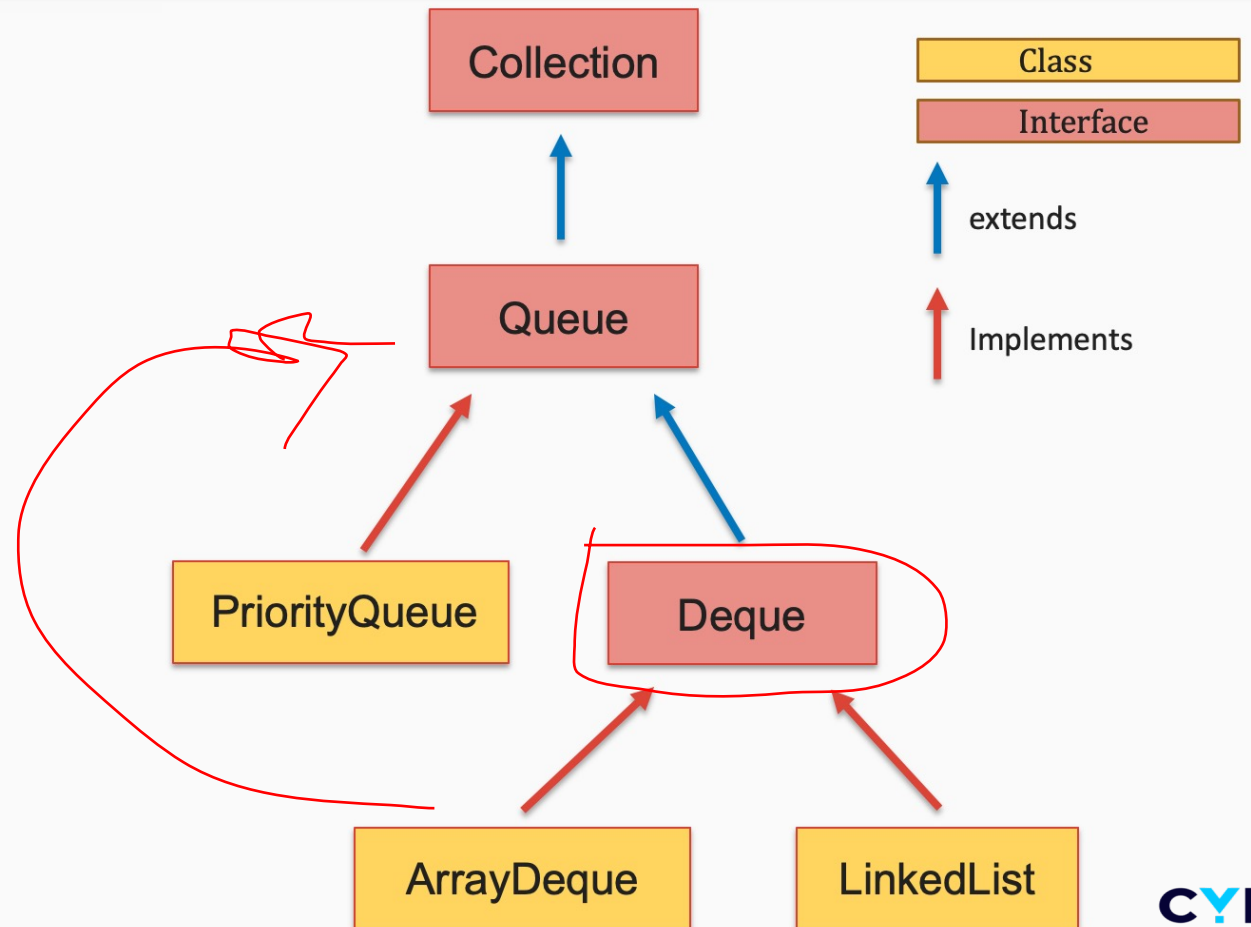 Collection
Class
Interface
extends
Queue
Implements
PriorityQueue
Deque
ArrayDeque
LinkedList